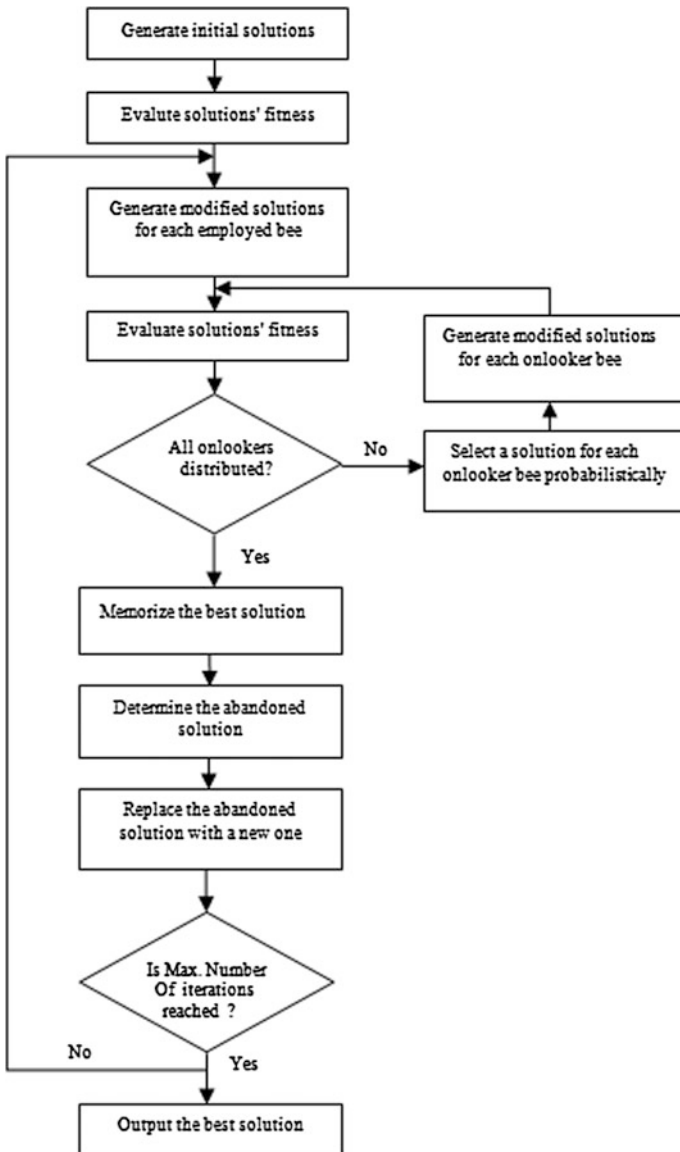 Generate initial solutions
Evalute solutions' fitness
Generate modified solutions
for each employed bee
Evaluate solutions' fitness
Generate modified solutions
for each onlooker bee
All onlookers
distributed?
No
Select a solution for each
onlooker bee probabilistically
Yes
Memorize the best solution
Determine the abandoned
solution
Replace the abandoned
solution with a new one
Is Max. Number
Of iterations
reached ?
No
Yes
Output the best solution